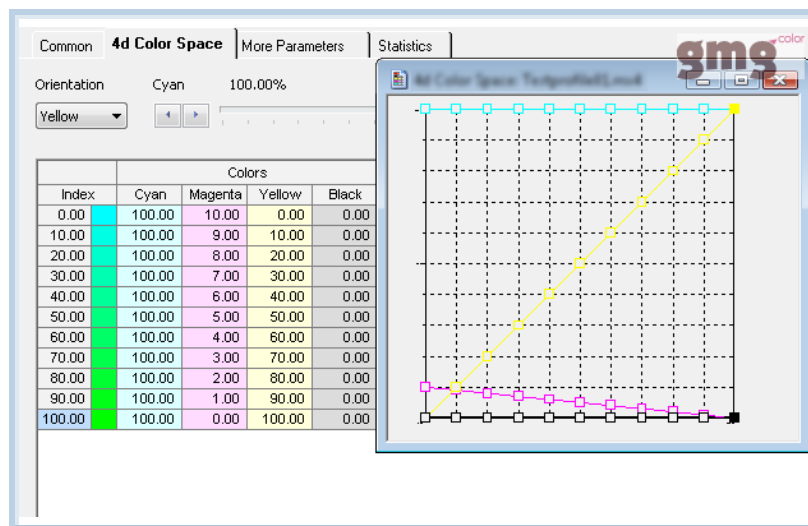 Common 4d Color Space More Parameters Statistics
gmg color
Orientation Cyan 100.00%
Yellow
Colors
Index Cyan Magenta Yellow Black
0.00 100.00 10.00 0.00 0.00
10.00 100.00 9.00 10.00 0.00
20.00 100.00 8.00 20.00 0.00
30.00 100.00 7.00 30.00 0.00
40.00 100.00 6.00 40.00 0.00
50.00 100.00 5.00 50.00 0.00
60.00 100.00 4.00 60.00 0.00
70.00 100.00 3.00 70.00 0.00
80.00 100.00 2.00 80.00 0.00
90.00 100.00 1.00 90.00 0.00
100.00 100.00 0.00 100.00 0.00